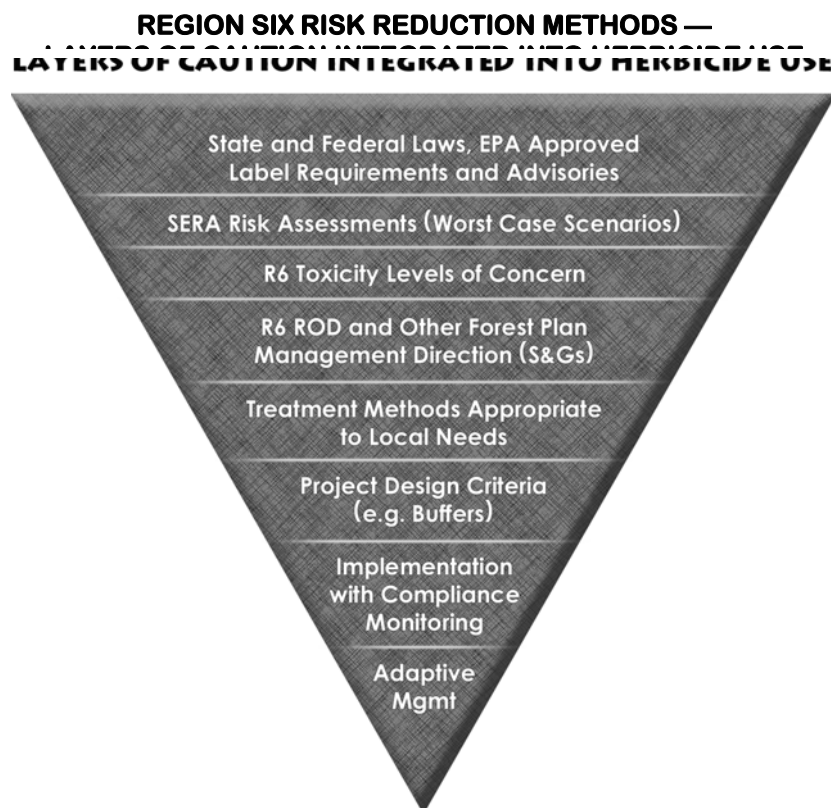 REGION SIX RISK REDUCTION METHODS —
LAYERS OF CAUTION INTEGRATED INTO HERBICIDE USE
State and Federal Laws, EPA Approved
Label Requirements and Advisories
SERA Risk Assessments (Worst Case Scenarios)
R6 Toxicity Levels of Concern
R6 ROD and Other Forest Plan
Management Direction (S&Gs)
Treatment Methods Appropriate
to Local Needs
Project Design Criteria
(e.g. Buffers)
Implementation
with Compliance
Monitoring
Adaptive
Mgmt